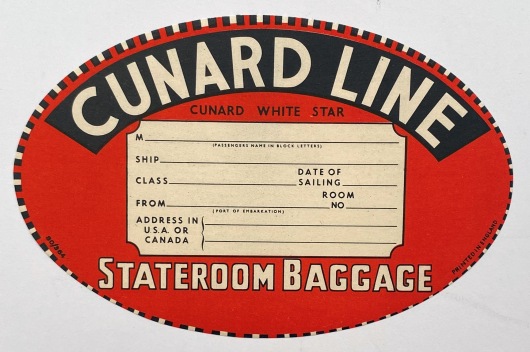 CUNARD LINE
CUNARD WHITE STAR
M
(PASSENGERS NAME IN BLOCK LETTERS)
SHIP
CLASS DATE OF SAILING
FROM ROOM NO
(PORT OF EMBARKATION)
ADDRESS IN
U.S.A. OR
CANADA
STATEROOM BAGGAGE
PRINTED IN ENGLAND